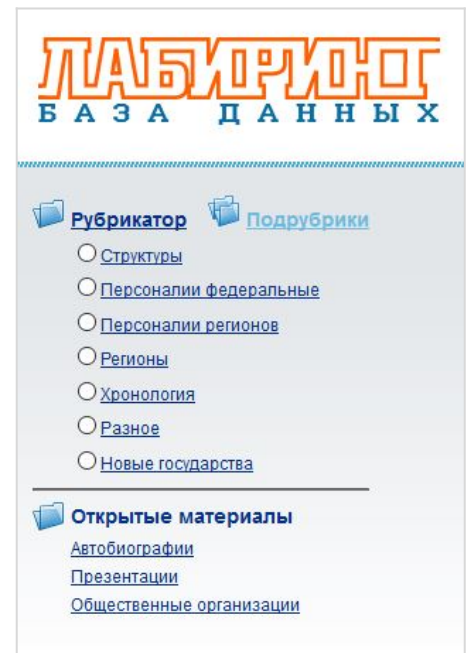 ЛАБИРИНТ
БАЗА ДАННЫХ
Рубрикатор Подрубрики
Структуры
Персоналии федеральные
Персоналии регионов
Регионы
Хронология
Разное
Новые государства
Открытые материалы
Автобиографии
Презентации
Общественные организации